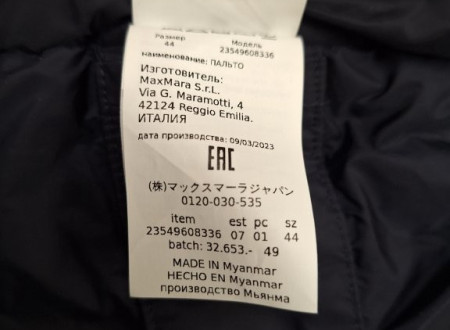 Размер Модель
44 23549608336
наименование: ПАЛЬТО
Изготовитель:
MaxMara S.r.L.
Via G. Maramotti, 4
42124 Reggio Emilia.
ИТАЛИЯ
дата производства: 09/03/2023
EAC
(株)マックスマーラジャパン
0120-030-535
item est pc sz
23549608336 07 01 44
batch: 32.653- 49
MADE IN Myanmar
HECHO EN Myanmar
производство Мьянма